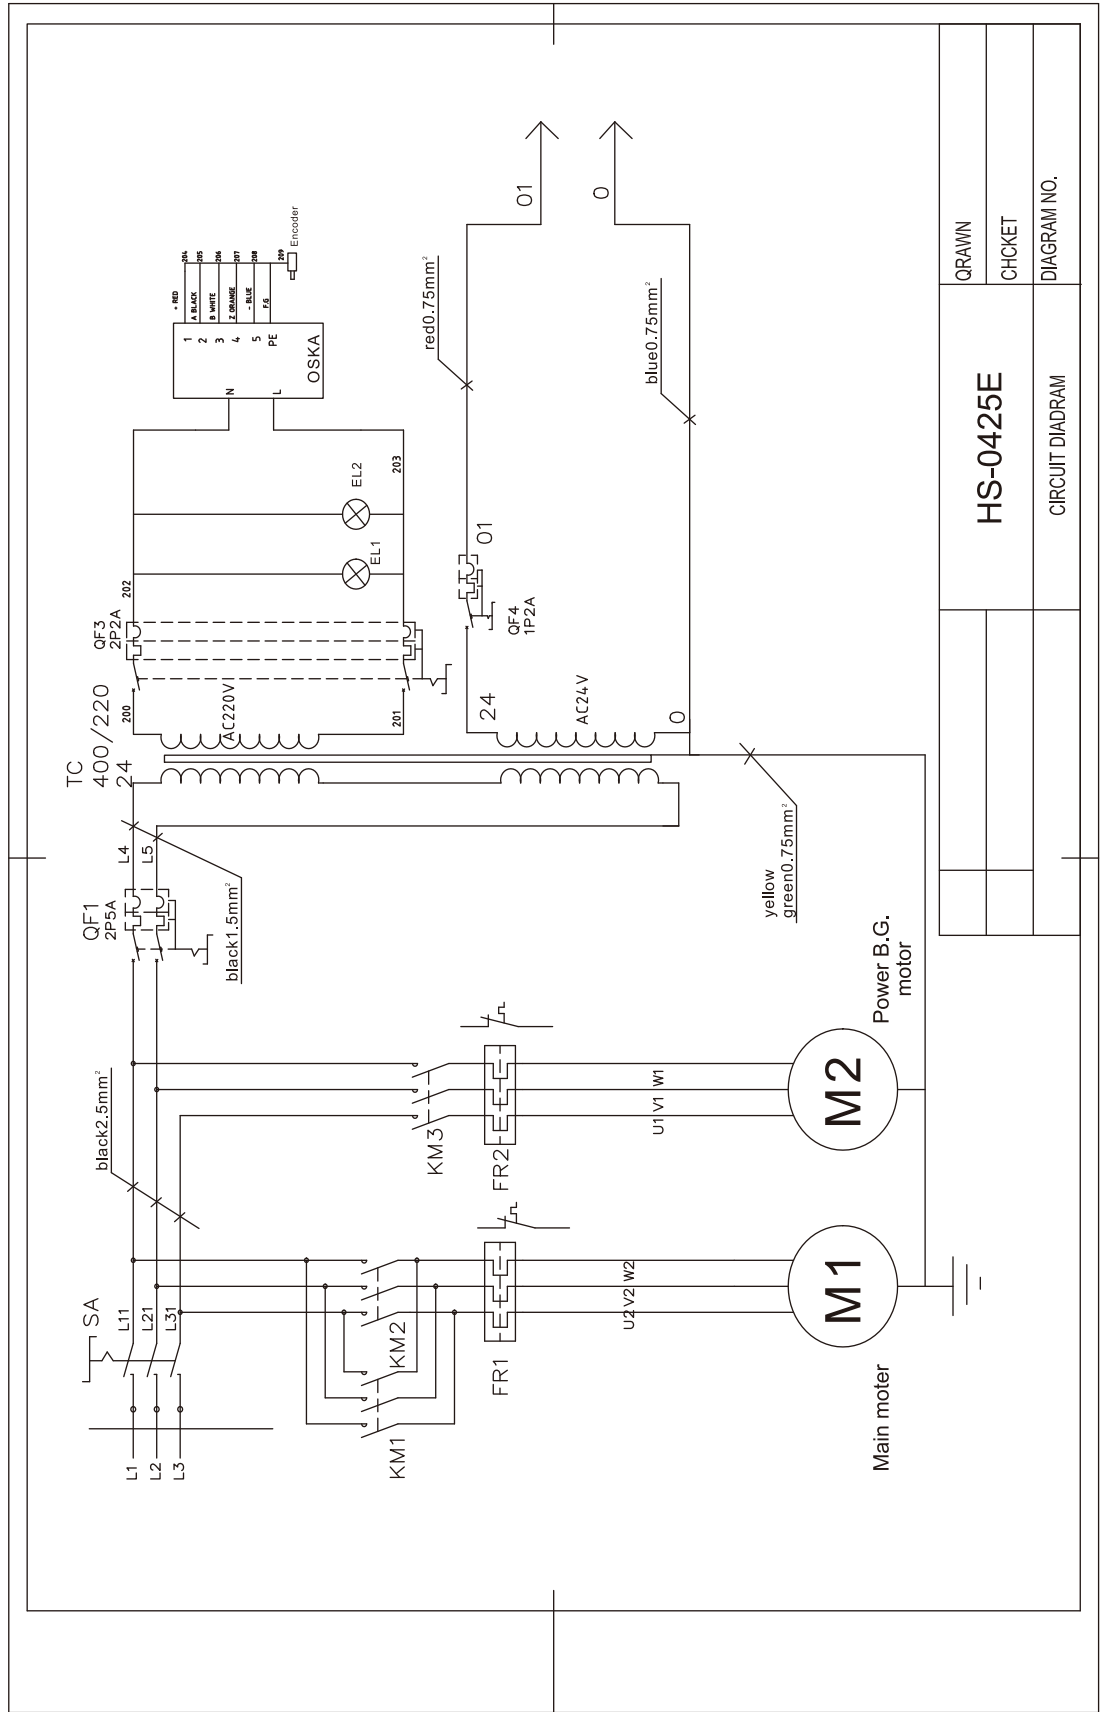 L1
L2
L3
SA
L11
L21
L31
black2.5mm²
QF1
2P5A
L4
L5
black1.5mm²
TC
400/220
24
200
201
AC220V
QF3
2P2A
202
203
EL1
EL2
N
L
1
2
3
4
5
PE
OSKA
+ RED
A BLACK
B WHITE
Z ORANGE
- BLUE
F.G
204
205
206
207
208
209
Encoder
24
AC24V
0
QF4
1P2A
01
red0.75mm²
blue0.75mm²
01
0
KM1
KM2
KM3
FR1
FR2
U2 V2 W2
U1 V1 W1
M1
Main moter
M2
Power B.G.
motor
yellow
green0.75mm²
HS-0425E
CIRCUIT DIADRAM
QRAWN
CHCKET
DIAGRAM NO.